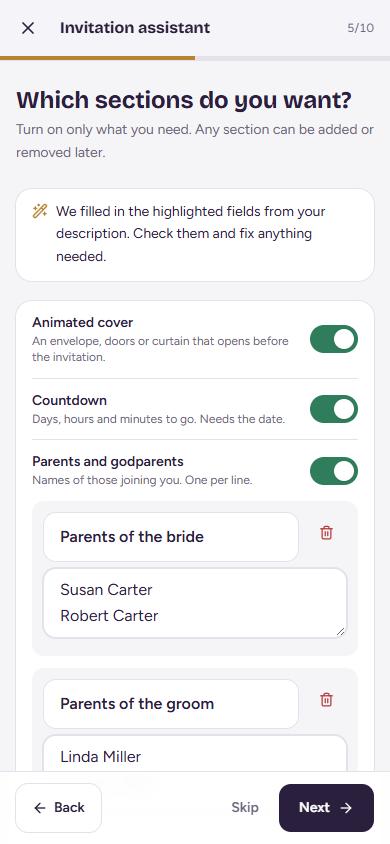 Invitation assistant
5/10
Which sections do you want?
Turn on only what you need. Any section can be added or
removed later.
We filled in the highlighted fields from your
description. Check them and fix anything
needed.
Animated cover
An envelope, doors or curtain that opens before
the invitation.
Countdown
Days, hours and minutes to go. Needs the date.
Parents and godparents
Names of those joining you. One per line.
Parents of the bride
Susan Carter
Robert Carter
Parents of the groom
Linda Miller
Back
Skip
Next